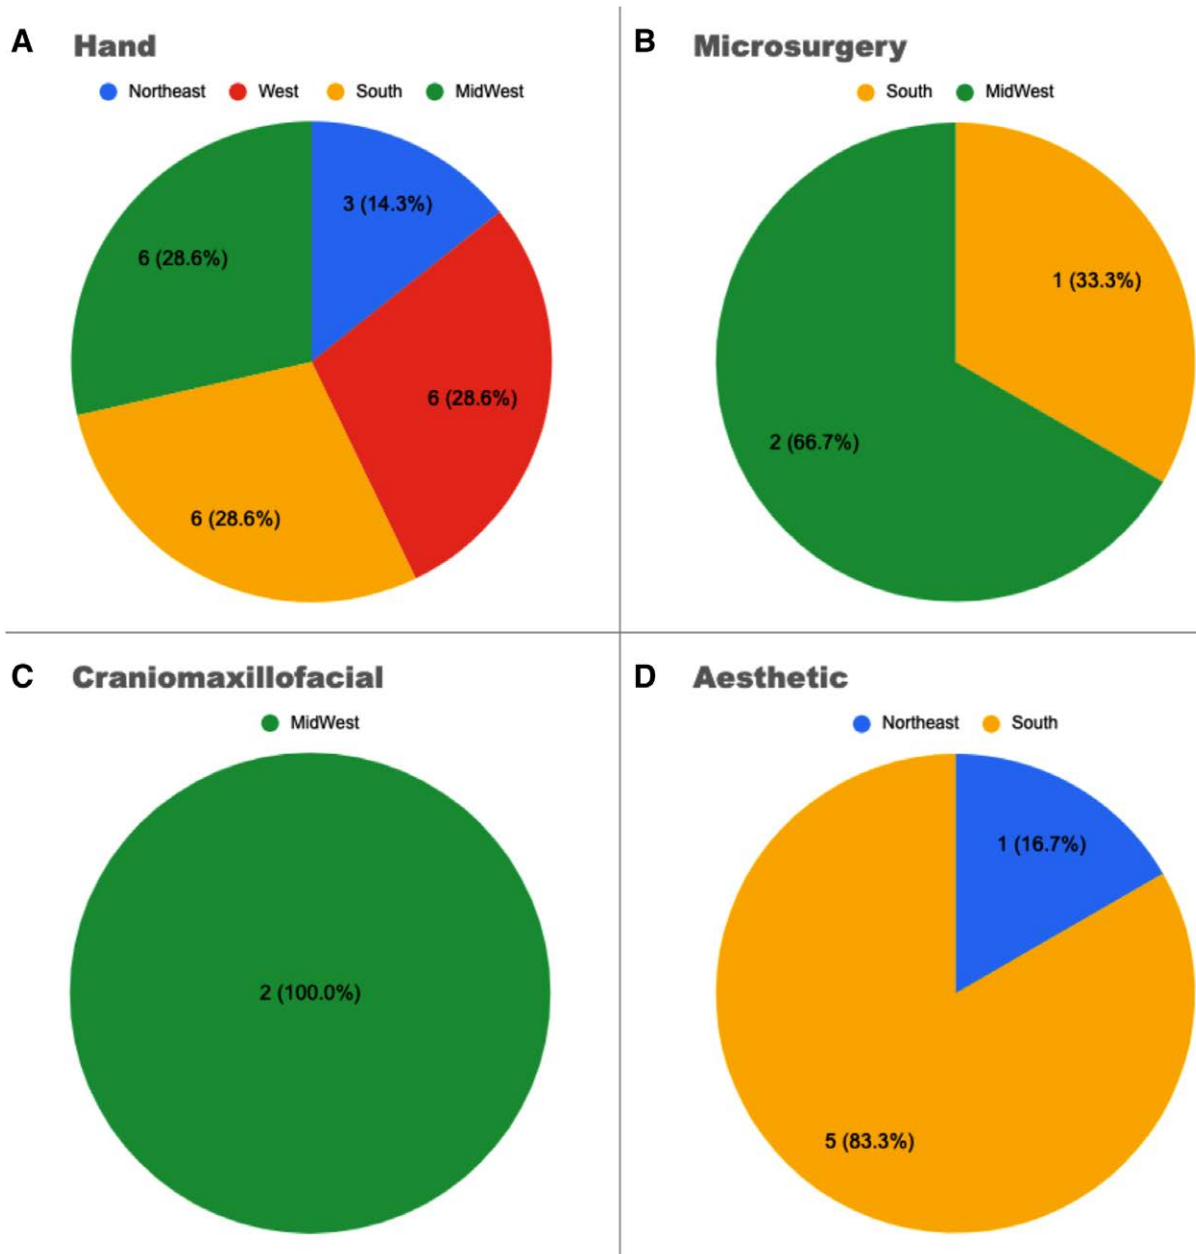 A Hand
Northeast West South MidWest
3 (14.3%)
6 (28.6%)
6 (28.6%)
6 (28.6%)
B Microsurgery
South MidWest
1 (33.3%)
2 (66.7%)
C Craniomaxillofacial
MidWest
2 (100.0%)
D Aesthetic
Northeast South
1 (16.7%)
5 (83.3%)